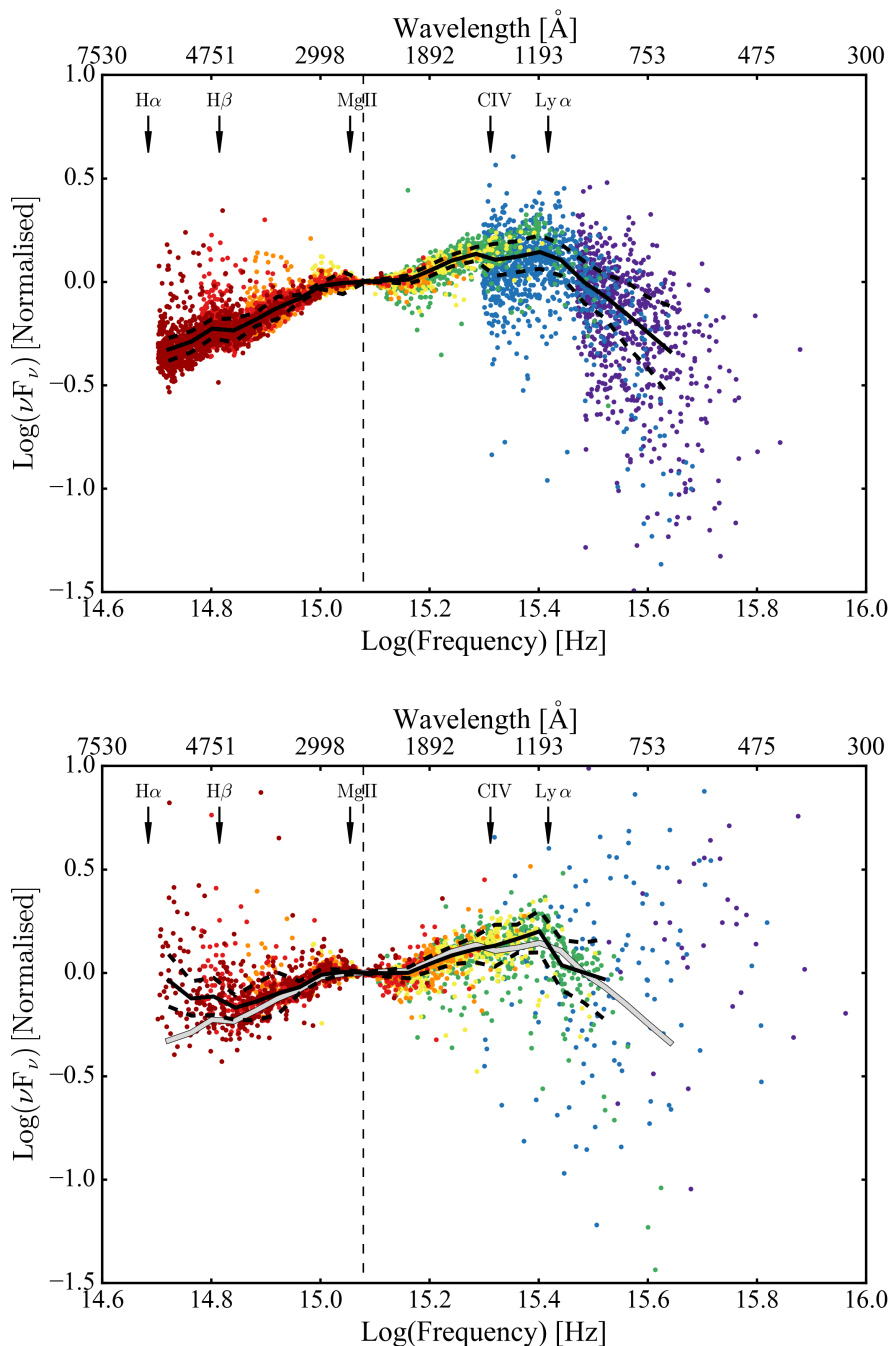 Wavelength [Å]
7530 4751 2998 1892 1193 753 475 300
1.0
Hα Hβ MgII CIV Ly α
0.5
0.0
−0.5
−1.0
−1.5
Log(νFν) [Normalised]
14.6 14.8 15.0 15.2 15.4 15.6 15.8 16.0
Log(Frequency) [Hz]
Wavelength [Å]
7530 4751 2998 1892 1193 753 475 300
1.0
Hα Hβ MgII CIV Ly α
0.5
0.0
−0.5
−1.0
−1.5
Log(νFν) [Normalised]
14.6 14.8 15.0 15.2 15.4 15.6 15.8 16.0
Log(Frequency) [Hz]